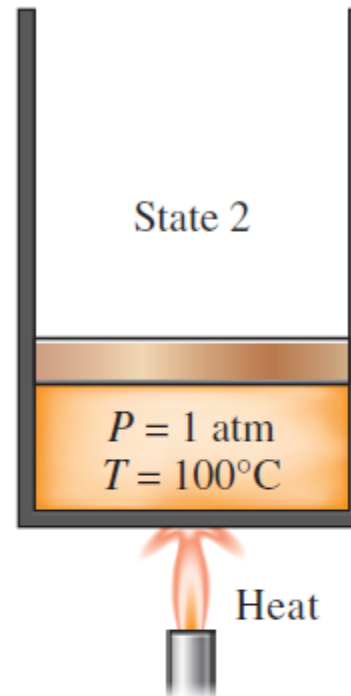 State 2
P = 1 atm
T = 100°C
Heat